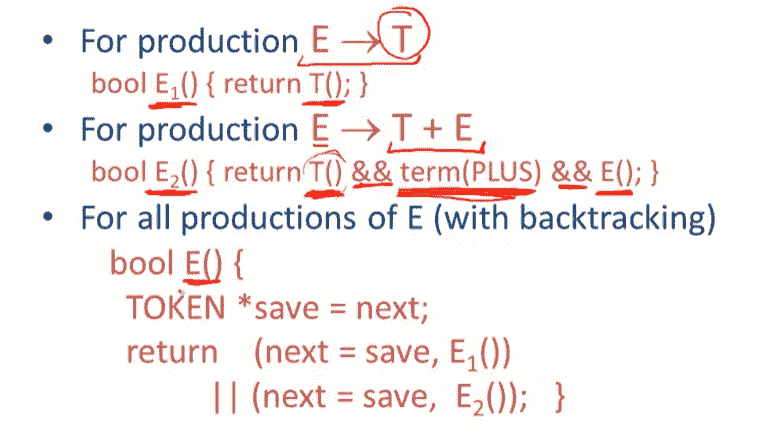 • For production E → T
bool E₁() { return T(); }
• For production E → T + E
bool E₂() { return T() && term(PLUS) && E(); }
• For all productions of E (with backtracking)
bool E() {
TOKEN *save = next;
return (next = save, E₁())
|| (next = save, E₂()); }